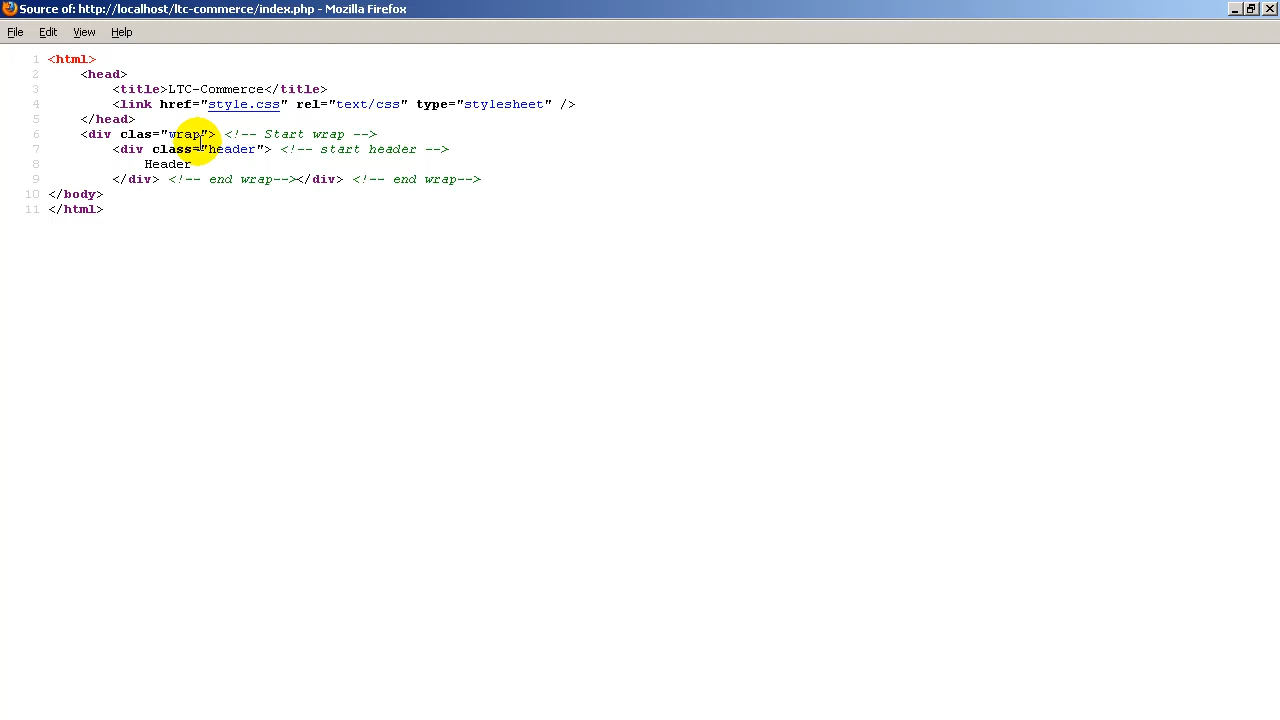 Source of: http://localhost/ltc-commerce/index.php - Mozilla Firefox
File Edit View Help
1 <html>
2 <head>
3 <title>LTC-Commerce</title>
4 <link href="style.css" rel="text/css" type="stylesheet" />
5 </head>
6 <div clas="wrap"> <!-- Start wrap -->
7 <div class="header"> <!-- start header -->
8 Header
9 </div> <!-- end wrap--></div> <!-- end wrap-->
10 </body>
11 </html>